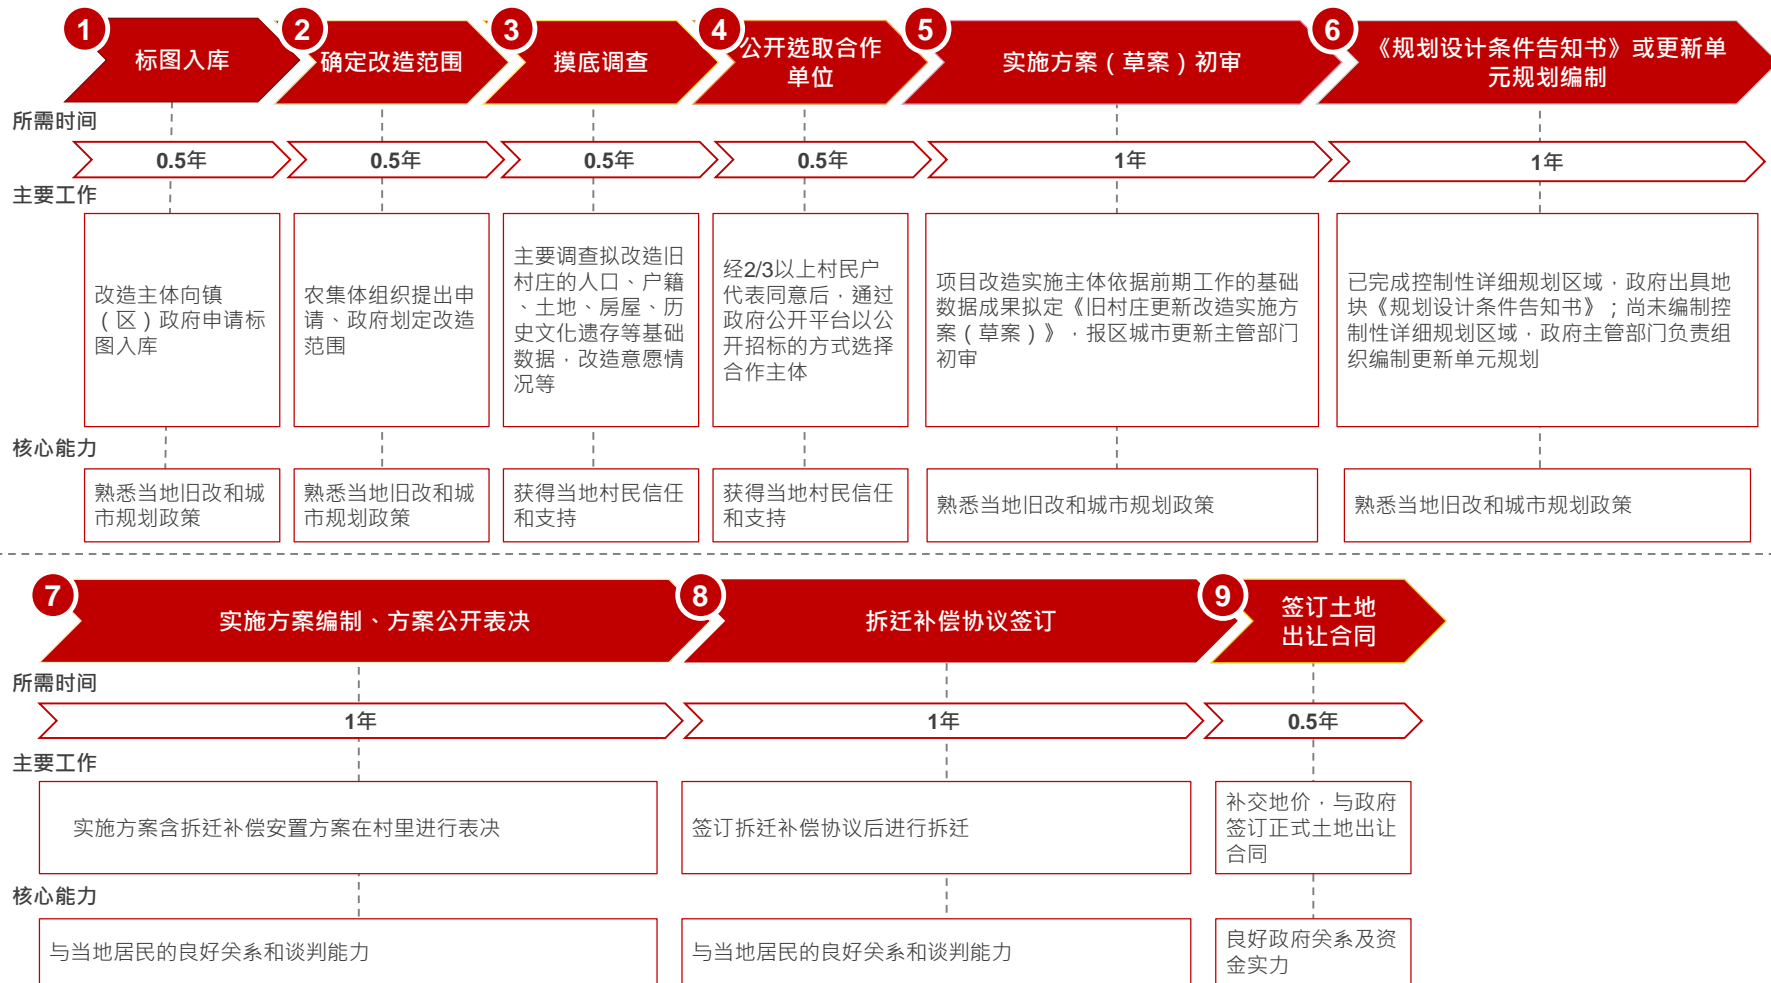 1
标图入库
2
确定改造范围
3
摸底调查
4
公开选取合作
单位
5
实施方案（草案）初审
6
《规划设计条件告知书》或更新单
元规划编制
所需时间
0.5年
0.5年
0.5年
0.5年
1年
1年
主要工作
改造主体向镇
（区）政府申请标
图入库
农集体组织提出申
请、政府划定改造
范围
主要调查拟改造旧
村庄的人口、户籍
、土地、房屋、历
史文化遗存等基础
数据，改造意愿情
况等
经2/3以上村民户
代表同意后，通过
政府公开平台以公
开招标的方式选择
合作主体
项目改造实施主体依据前期工作的基础
数据成果拟定《旧村庄更新改造实施方
案（草案）》，报区城市更新主管部门
初审
已完成控制性详细规划区域，政府出具地
块《规划设计条件告知书》；尚未编制控
制性详细规划区域，政府主管部门负责组
织编制更新单元规划
核心能力
熟悉当地旧改和城
市规划政策
熟悉当地旧改和城
市规划政策
获得当地村民信任
和支持
获得当地村民信任
和支持
熟悉当地旧改和城市规划政策
熟悉当地旧改和城市规划政策
7
实施方案编制、方案公开表决
8
拆迁补偿协议签订
9
签订土地
出让合同
所需时间
1年
1年
0.5年
主要工作
实施方案含拆迁补偿安置方案在村里进行表决
签订拆迁补偿协议后进行拆迁
补交地价，与政府
签订正式土地出让
合同
核心能力
与当地居民的良好关系和谈判能力
与当地居民的良好关系和谈判能力
良好政府关系及资
金实力